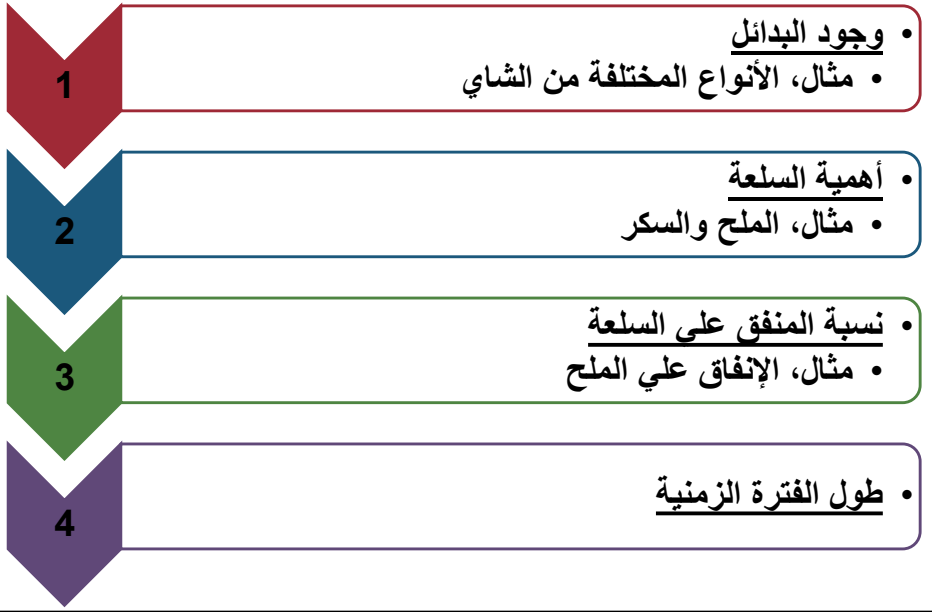 1
• وجود البدائل
• مثال، الأنواع المختلفة من الشاي
2
• أهمية السلعة
• مثال، الملح والسكر
3
• نسبة المنفق علي السلعة
• مثال، الإنفاق علي الملح
4
• طول الفترة الزمنية